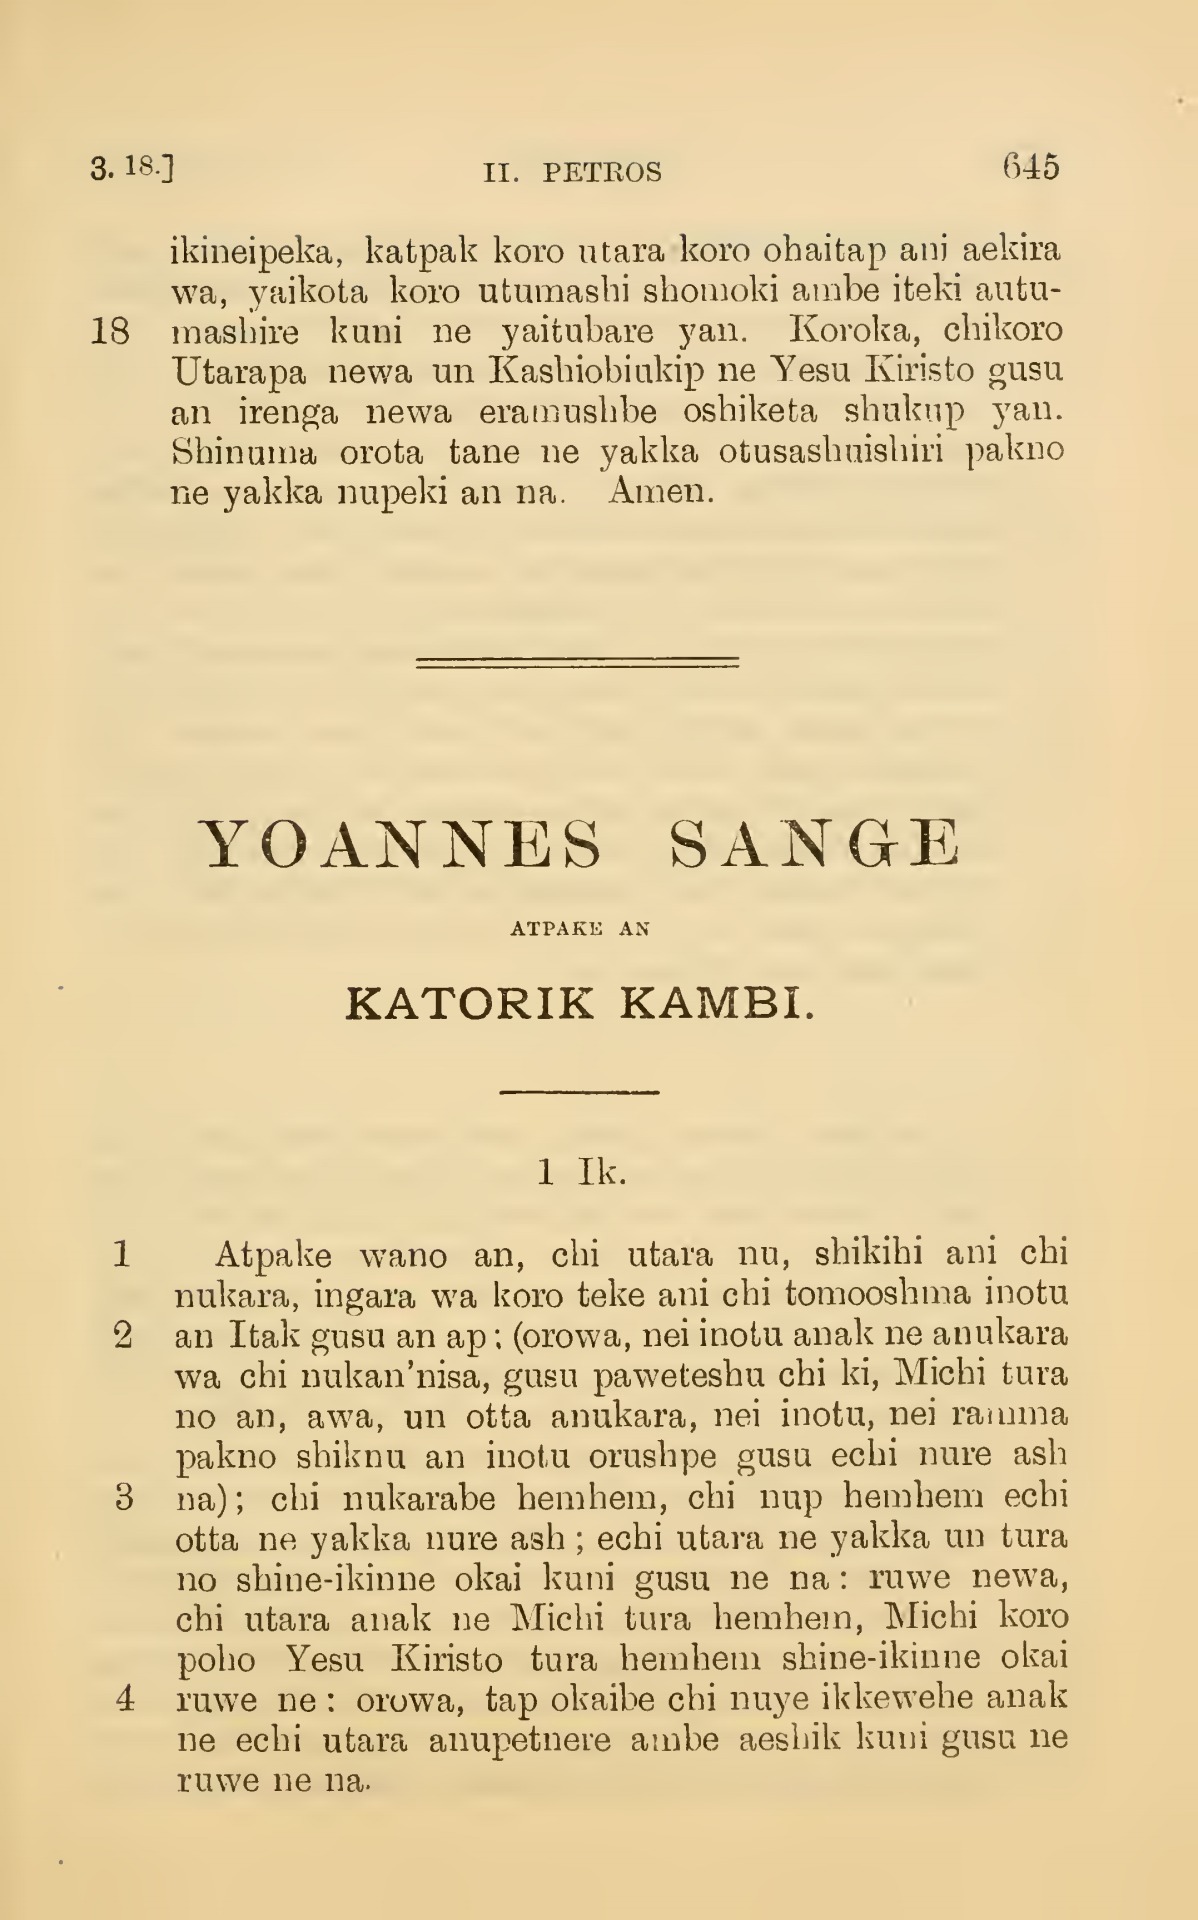 3. 18.] II. PETROS 645
ikineipeka, katpak koro utara koro ohaitap ani aekira
wa, yaikota koro utumashi shomoki ambe iteki autu-
18 mashire kuni ne yaitubare yan. Koroka, chikoro
Utarapa newa un Kashiobiukip ne Yesu Kiristo gusu
an irenga newa eramushbe oshiketa shukup yan.
Shinuma orota tane ne yakka otusashuishiri pakno
ne yakka nupeki an na. Amen.
YOANNES SANGE
ATPAKE AN
KATORIK KAMBI.
1 Ik.
1 Atpake wano an, chi utara nu, shikihi ani chi
nukara, ingara wa koro teke ani chi tomooshma inotu
2 an Itak gusu an ap; (orowa, nei inotu anak ne anukara
wa chi nukan'nisa, gusu paweteshu chi ki, Michi tura
no an, awa, un otta anukara, nei inotu, nei ramma
pakno shiknu an inotu orushpe gusu echi nure ash
3 na); chi nukarabe hemhem, chi nup hemhem echi
otta ne yakka nure ash; echi utara ne yakka un tura
no shine-ikinne okai kuni gusu ne na: ruwe newa,
chi utara anak ne Michi tura hemhem, Michi koro
poho Yesu Kiristo tura hemhem shine-ikinne okai
4 ruwe ne: orowa, tap okaibe chi nuye ikkewehe anak
ne echi utara anupetnere ambe aeshik kuni gusu ne
ruwe ne na.